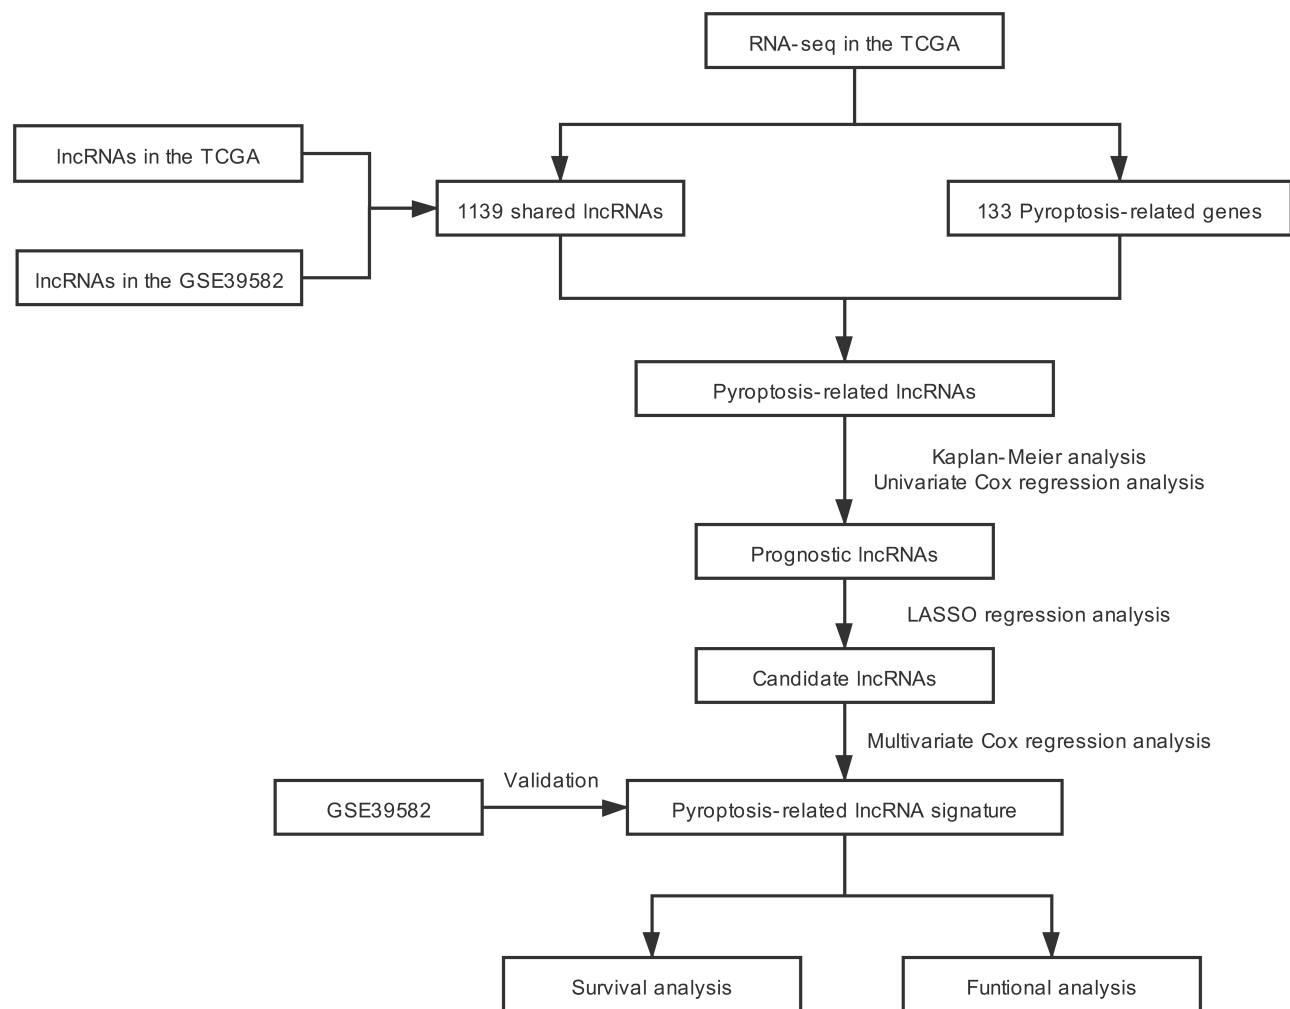 RNA-seq in the TCGA
lncRNAs in the TCGA
1139 shared lncRNAs
133 Pyroptosis-related genes
lncRNAs in the GSE39582
Pyroptosis-related lncRNAs
Kaplan-Meier analysis
Univariate Cox regression analysis
Prognostic lncRNAs
LASSO regression analysis
Candidate lncRNAs
Multivariate Cox regression analysis
Validation
GSE39582
Pyroptosis-related lncRNA signature
Survival analysis
Funtional analysis